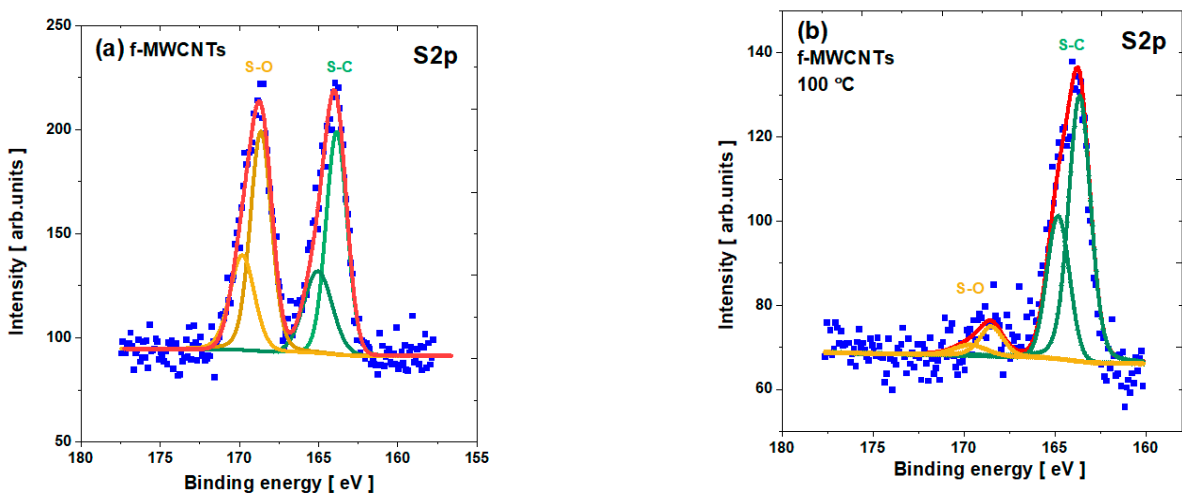 (a) f-MWCNTs
S2p
S-O
S-C
250
200
150
100
50
180
175
170
165
160
155
Intensity [ arb.units ]
Binding energy [ eV ]
(b)
f-MWCNTs
100 °C
S2p
S-C
S-O
140
120
100
80
60
180
175
170
165
160
Intensity [ arb.units ]
Binding energy [ eV ]